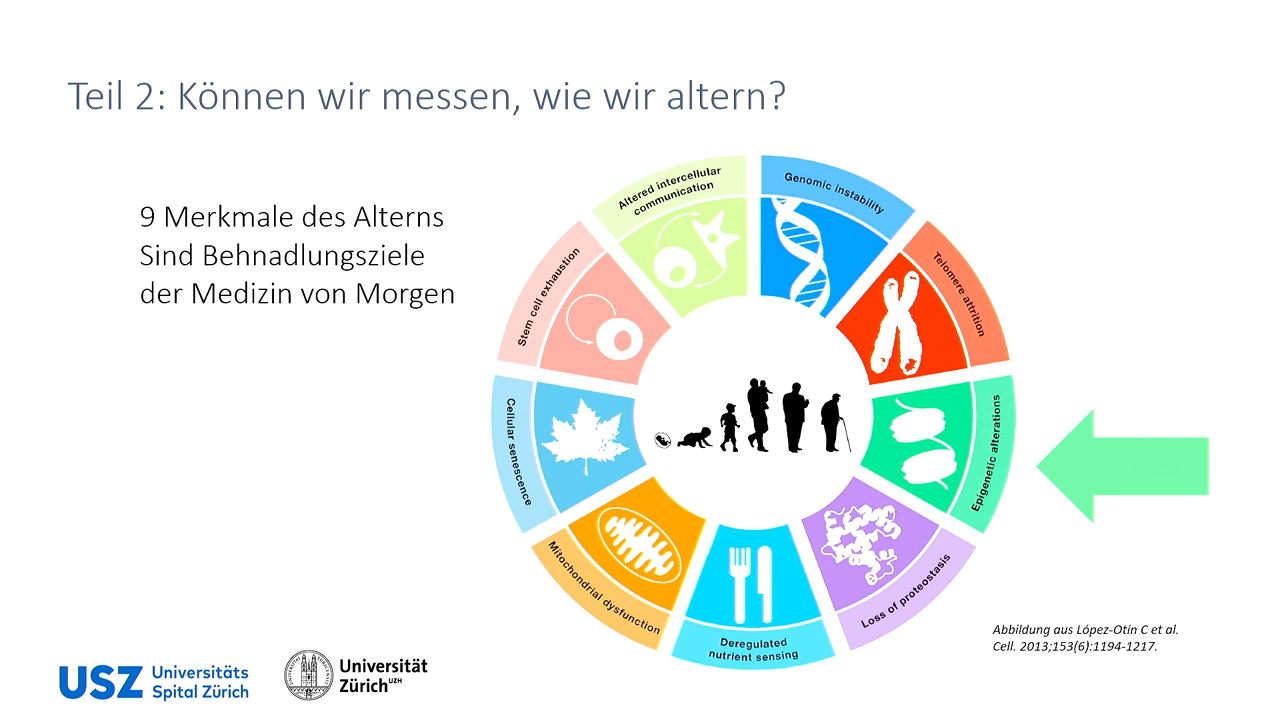 Teil 2: Können wir messen, wie wir altern?
9 Merkmale des Alterns
Sind Behnadlungsziele
der Medizin von Morgen
Altered intercellular
communication
Genomic instability
Telomere attrition
Epigenetic alterations
Loss of proteostasis
Deregulated
nutrient sensing
Mitochondrial dysfunction
Cellular senescence
Stem cell exhaustion
Abbildung aus López-Otín C et al.
Cell. 2013;153(6):1194-1217.
USZ Universitäts
Spital Zürich
Universität
Zürich UZH